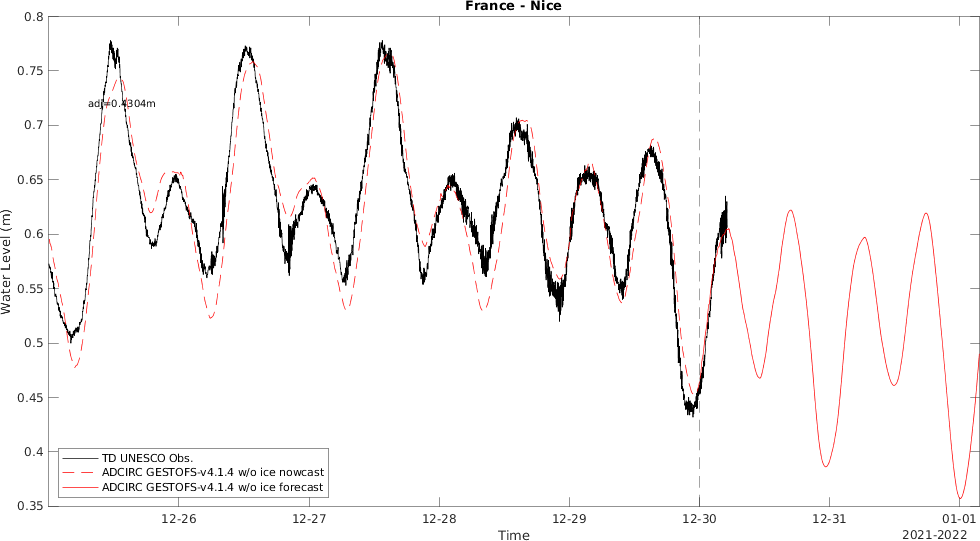 France - Nice
0.8
0.75
0.7
0.65
0.6
0.55
0.5
0.45
0.4
0.35
Water Level (m)
adj=0.4304m
TD UNESCO Obs.
ADCIRC GESTOFS-v4.1.4 w/o ice nowcast
ADCIRC GESTOFS-v4.1.4 w/o ice forecast
12-26 12-27 12-28 12-29 12-30 12-31 01-01
Time
2021-2022